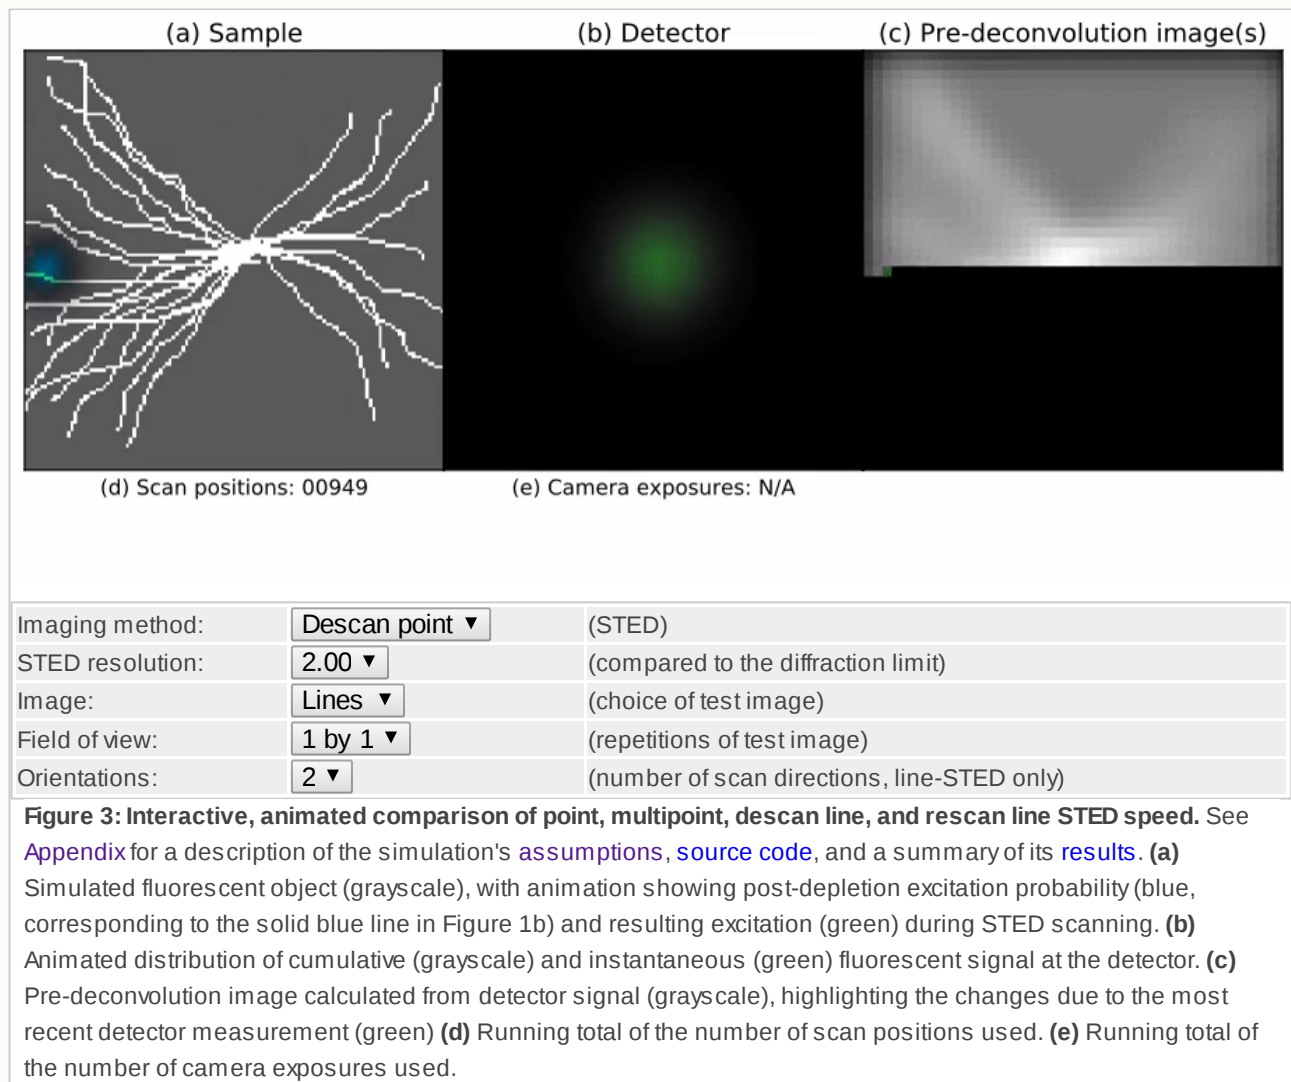 (a) Sample (b) Detector (c) Pre-deconvolution image(s)
(d) Scan positions: 00949 (e) Camera exposures: N/A
Imaging method: Descan point ▼ (STED)
STED resolution: 2.00 ▼ (compared to the diffraction limit)
Image: Lines ▼ (choice of test image)
Field of view: 1 by 1 ▼ (repetitions of test image)
Orientations: 2 ▼ (number of scan directions, line-STED only)
Figure 3: Interactive, animated comparison of point, multipoint, descan line, and rescan line STED speed. See
Appendix for a description of the simulation's assumptions, source code, and a summary of its results. (a)
Simulated fluorescent object (grayscale), with animation showing post-depletion excitation probability (blue,
corresponding to the solid blue line in Figure 1b) and resulting excitation (green) during STED scanning. (b)
Animated distribution of cumulative (grayscale) and instantaneous (green) fluorescent signal at the detector. (c)
Pre-deconvolution image calculated from detector signal (grayscale), highlighting the changes due to the most
recent detector measurement (green) (d) Running total of the number of scan positions used. (e) Running total of
the number of camera exposures used.